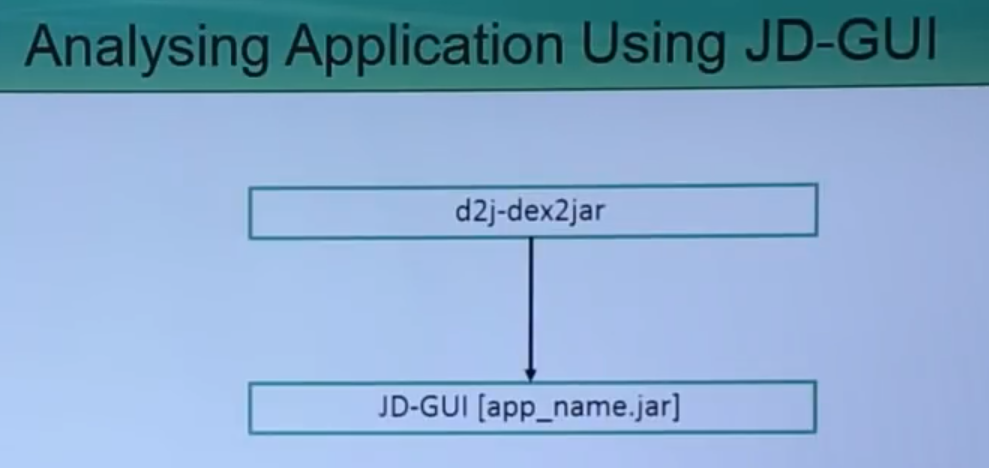 Analysing Application Using JD-GUI
d2j-dex2jar
JD-GUI [app_name.jar]